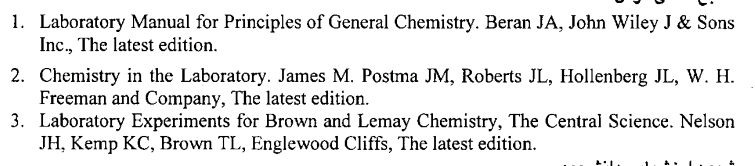 1. Laboratory Manual for Principles of General Chemistry. Beran JA, John Wiley J & Sons
Inc., The latest edition.
2. Chemistry in the Laboratory. James M. Postma JM, Roberts JL, Hollenberg JL, W. H.
Freeman and Company, The latest edition.
3. Laboratory Experiments for Brown and Lemay Chemistry, The Central Science. Nelson
JH, Kemp KC, Brown TL, Englewood Cliffs, The latest edition.